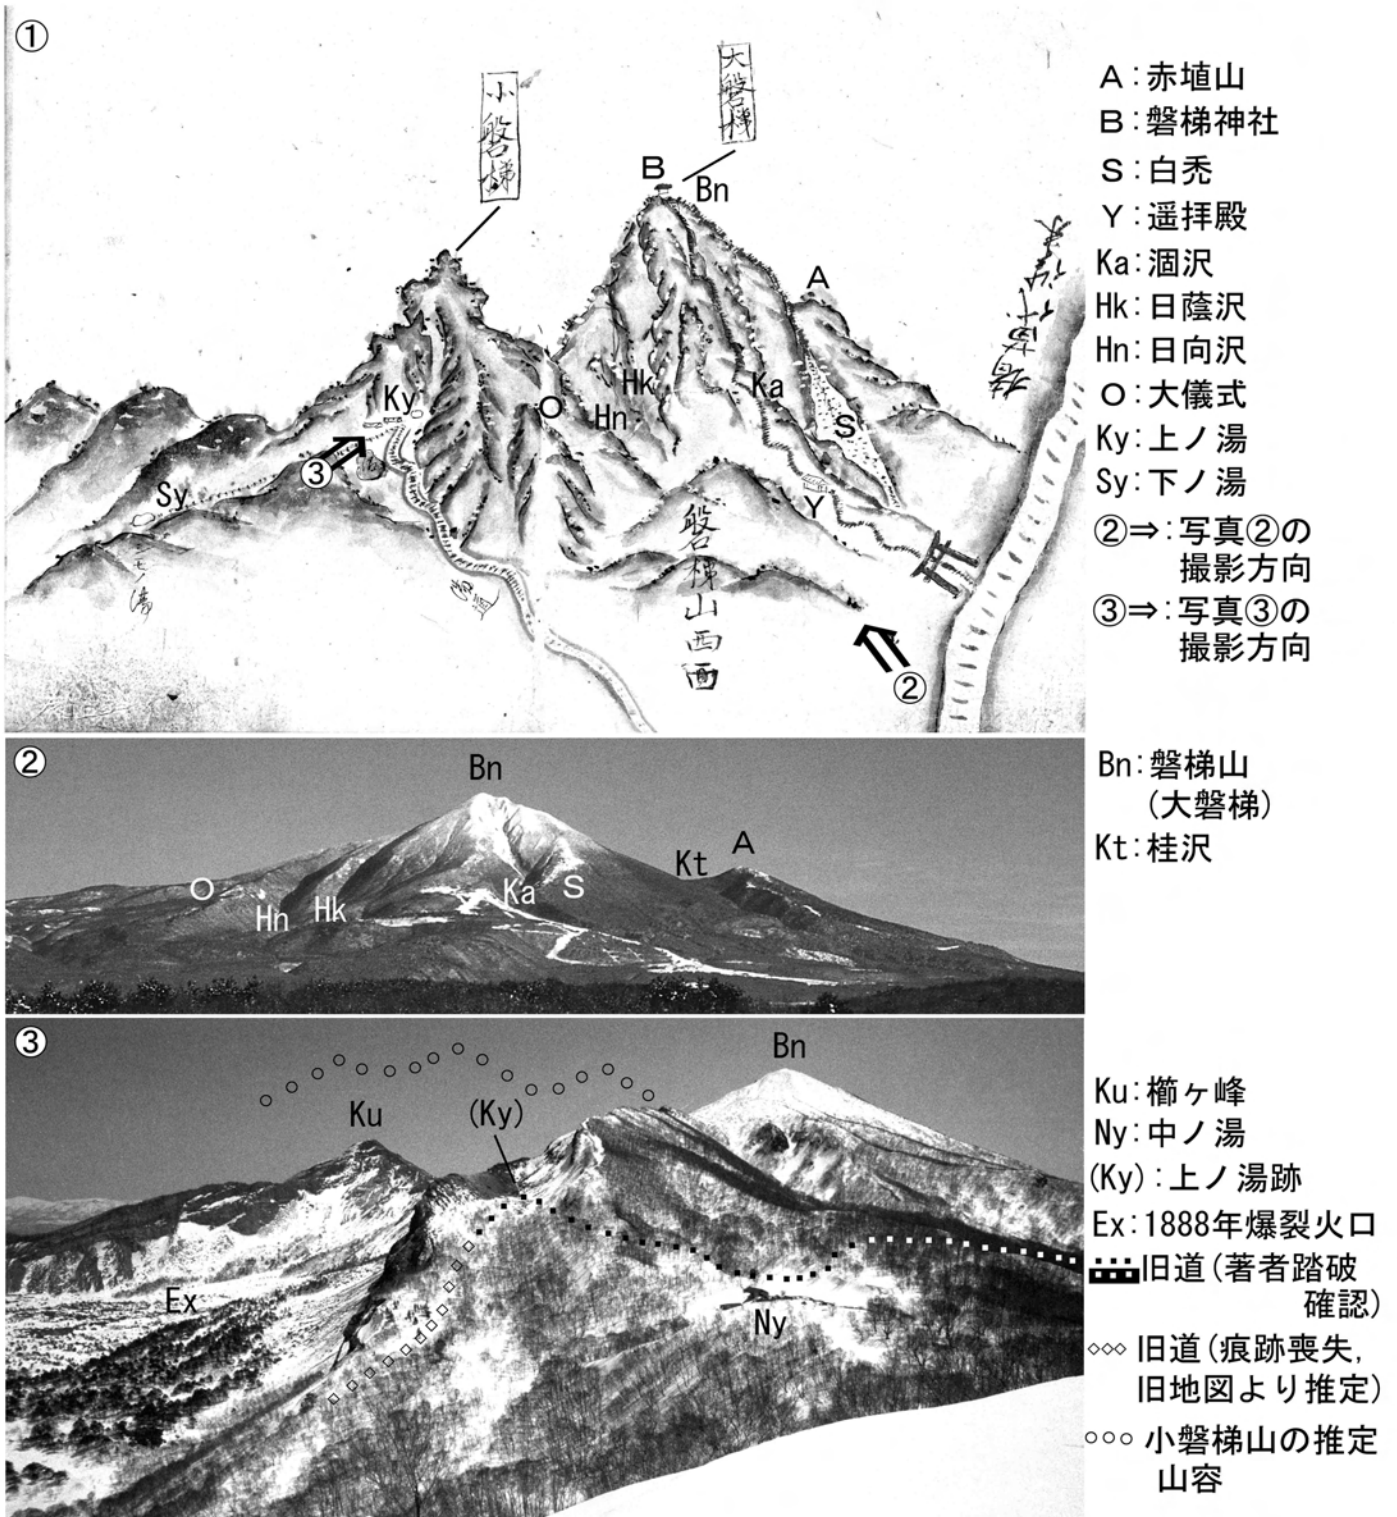 ①
小磐梯
大磐梯
B
Bn
A
Ky
O
Hk
Hn
Ka
S
③
Sy
Y
湯道
磐梯山西面
②
A:赤埴山
B:磐梯神社
S:白禿
Y:遥拝殿
Ka:涸沢
Hk:日蔭沢
Hn:日向沢
O:大儀式
Ky:上ノ湯
Sy:下ノ湯
②⇒:写真②の
撮影方向
③⇒:写真③の
撮影方向
②
Bn
Kt
A
O
Hn
Hk
Ka
S
Bn:磐梯山
(大磐梯)
Kt:桂沢
③
Bn
Ku
(Ky)
Ex
Ny
Ku:櫛ヶ峰
Ny:中ノ湯
(Ky):上ノ湯跡
Ex:1888年爆裂火口
旧道(著者踏破
確認)
旧道(痕跡喪失,
旧地図より推定)
小磐梯山の推定
山容